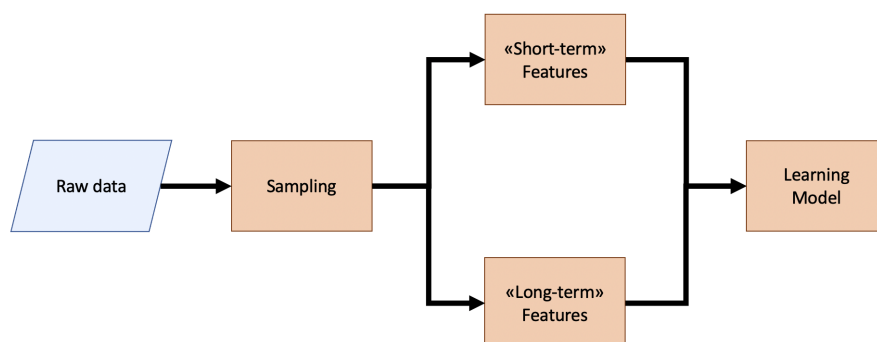 «Short-term»
Features
Raw data
Sampling
Learning
Model
«Long-term»
Features